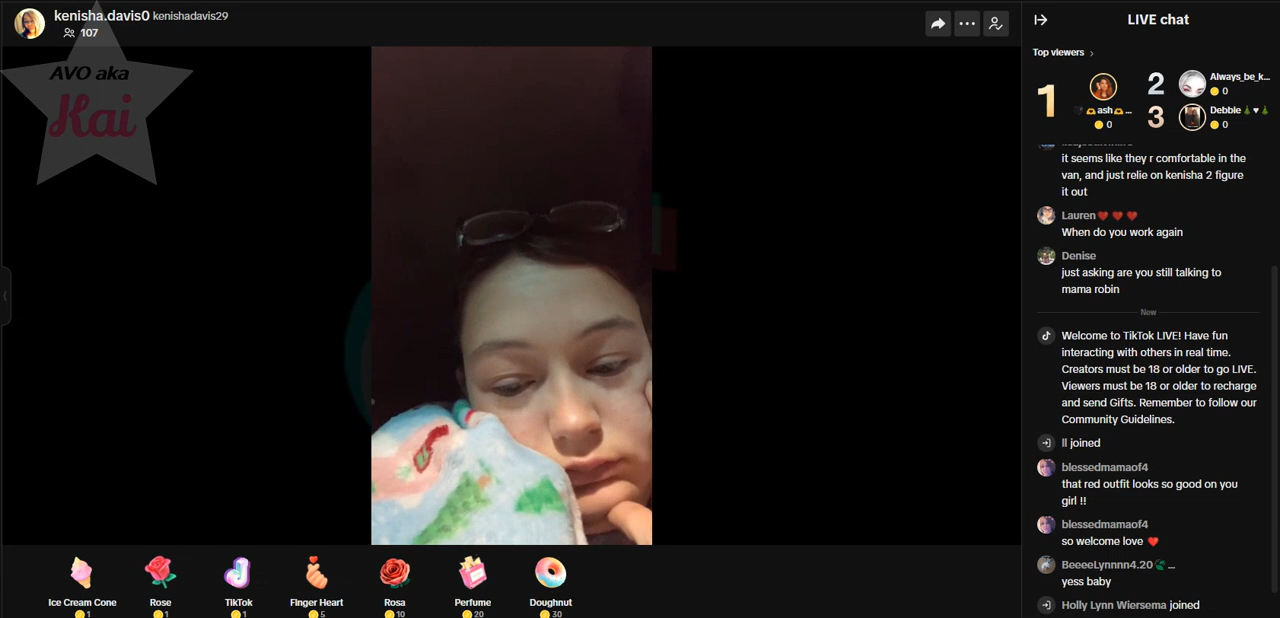 kenisha.davis0 kenishadavis29
107
AVO aka
Kai
LIVE chat
Top viewers
1
ash ...
0
2
Always_be_k...
0
3
Debbie
0
it seems like they r comfortable in the
van, and just relie on kenisha 2 figure
it out
Lauren
When do you work again
Denise
just asking are you still talking to
mama robin
New
Welcome to TikTok LIVE! Have fun
interacting with others in real time.
Creators must be 18 or older to go LIVE.
Viewers must be 18 or older to recharge
and send Gifts. Remember to follow our
Community Guidelines.
ll joined
blessedmamaof4
that red outfit looks so good on you
girl !!
blessedmamaof4
so welcome love
BeeeeLynnnn4.20 ...
yess baby
Holly Lynn Wiersema joined
Ice Cream Cone
1
Rose
1
TikTok
1
Finger Heart
5
Rosa
10
Perfume
20
Doughnut
30